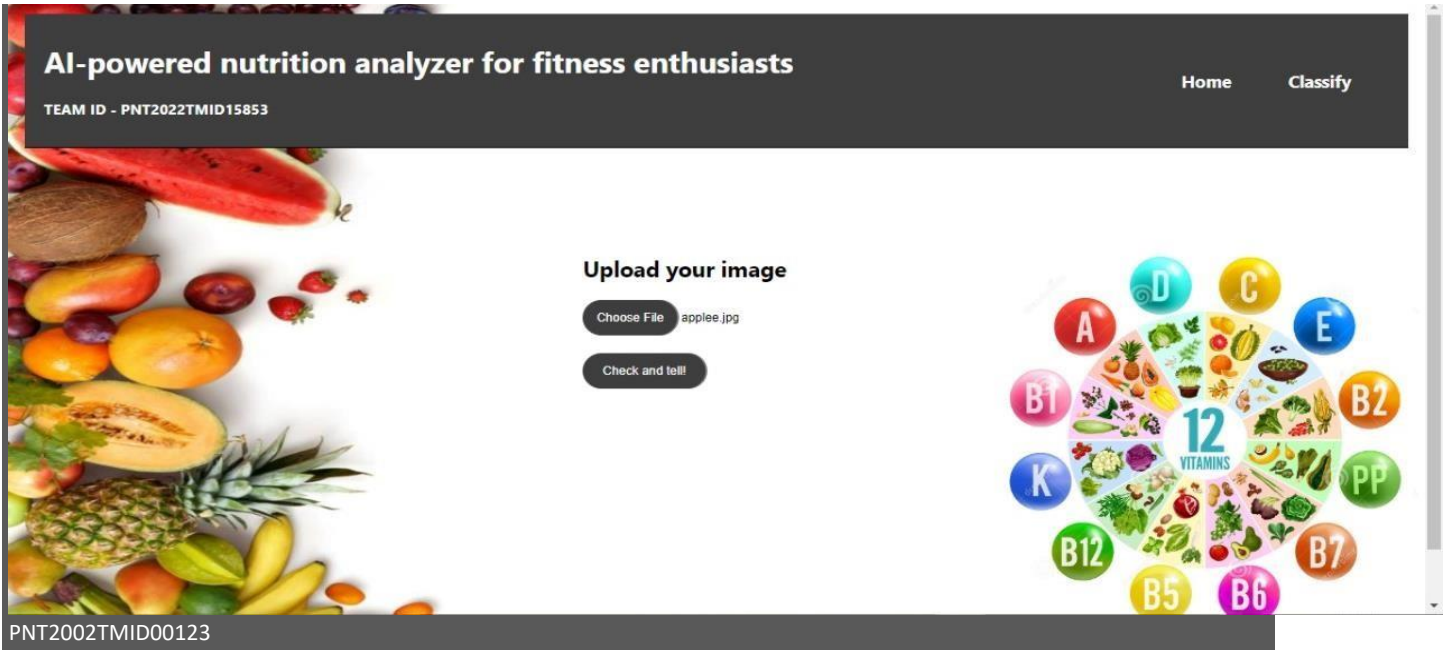 AI-powered nutrition analyzer for fitness enthusiasts
TEAM ID - PNT2022TMID15853
Home Classify
Upload your image
Choose File applee.jpg
Check and tell!
D C
A E
B1 B2
12
VITAMINS
K PP
B12 B7
B5 B6
PNT2002TMID00123